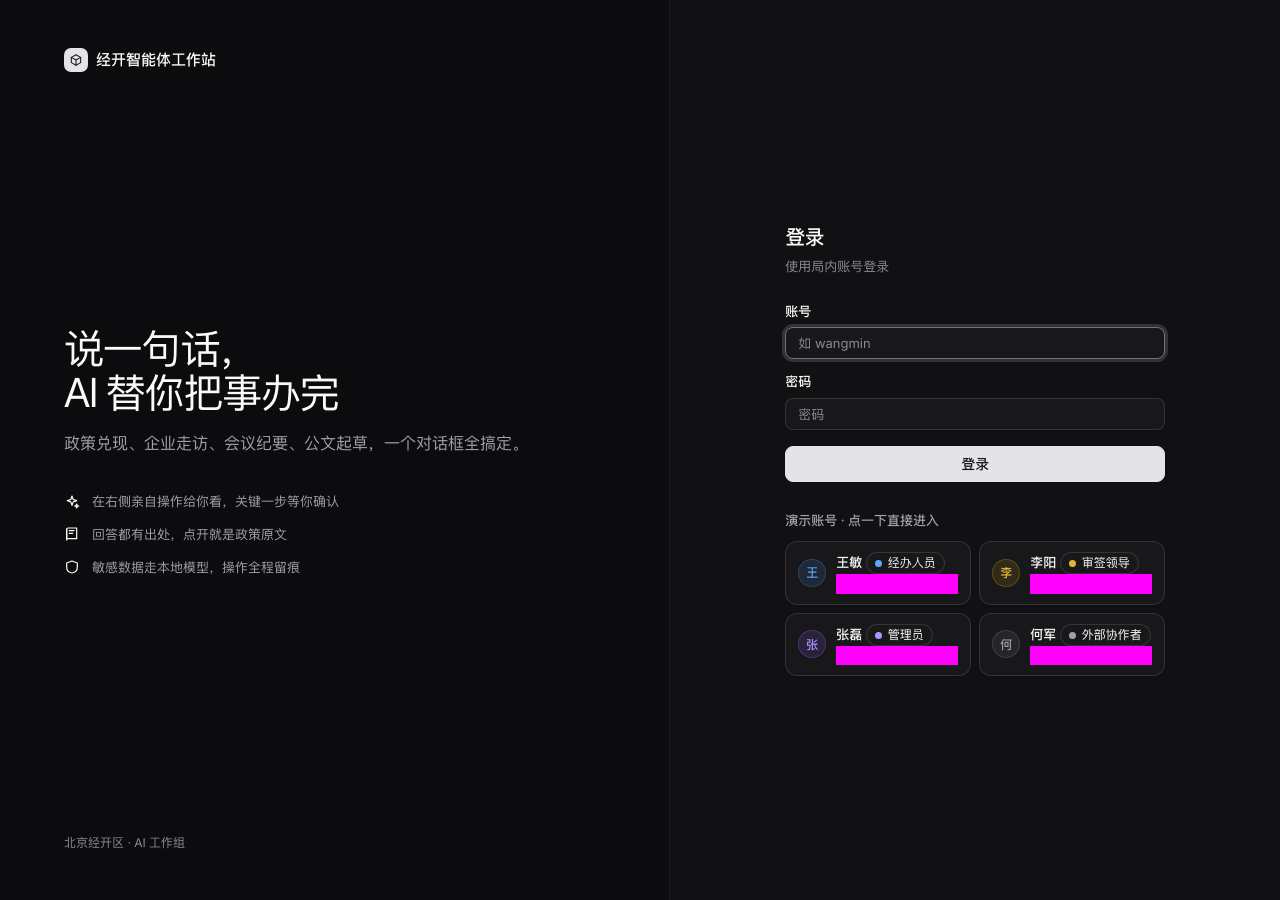 经开智能体工作站
说一句话,
AI 替你把事办完
政策兑现、企业走访、会议纪要、公文起草，一个对话框全搞定。
在右侧亲自操作给你看，关键一步等你确认
回答都有出处，点开就是政策原文
敏感数据走本地模型，操作全程留痕
北京经开区 · AI 工作组
登录
使用局内账号登录
账号
如 wangmin
密码
密码
登录
演示账号 · 点一下直接进入
王 王敏 经办人员
李 李阳 审签领导
张 张磊 管理员
何 何军 外部协作者